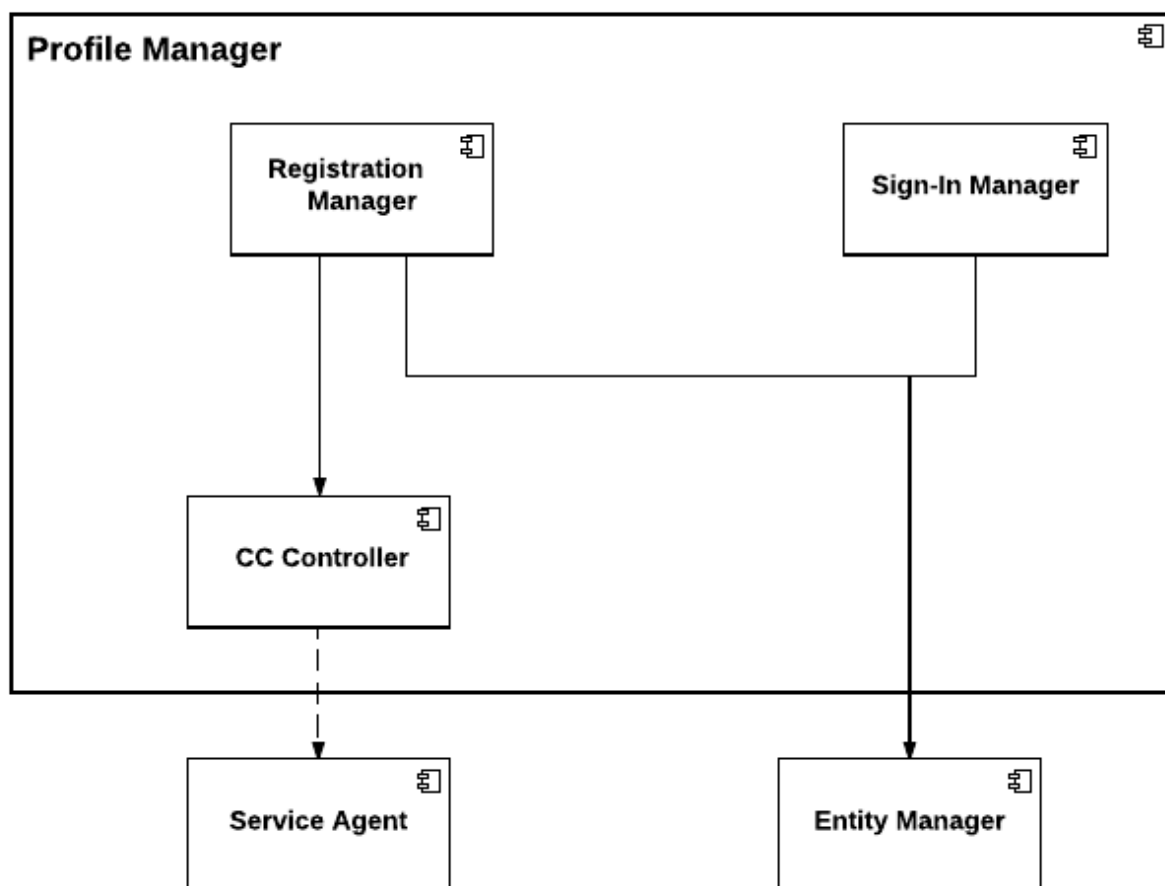 Profile Manager
Registration
Manager
Sign-In Manager
CC Controller
Service Agent
Entity Manager